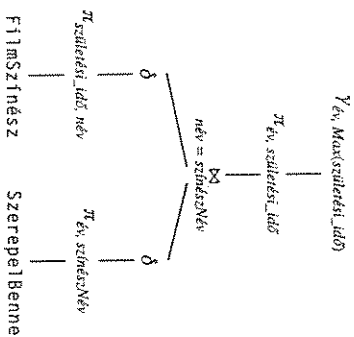 γ év, Max(születési_idő)
π év, születési_idő
⋈
név = színészNév
δ δ
π születési_idő, név π év, színészNév
FilmSzínész SzerepelBenne